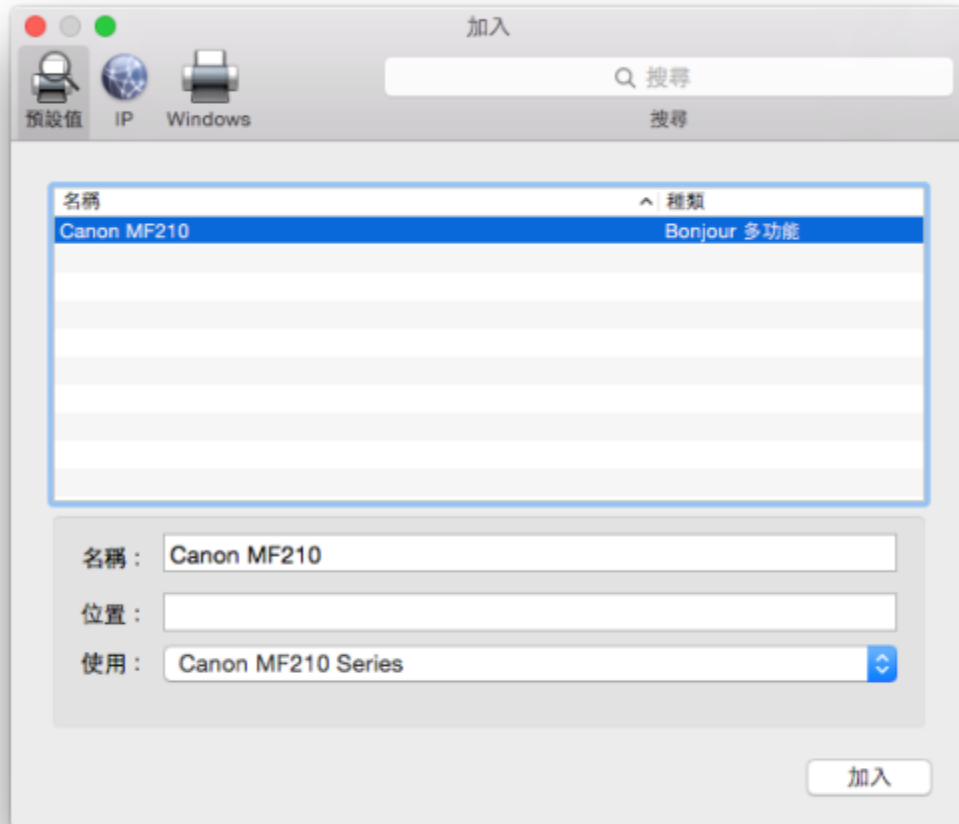 加入
搜尋
預設值 IP Windows 搜尋
名稱 種類
Canon MF210 Bonjour 多功能
名稱： Canon MF210
位置：
使用： Canon MF210 Series
加入